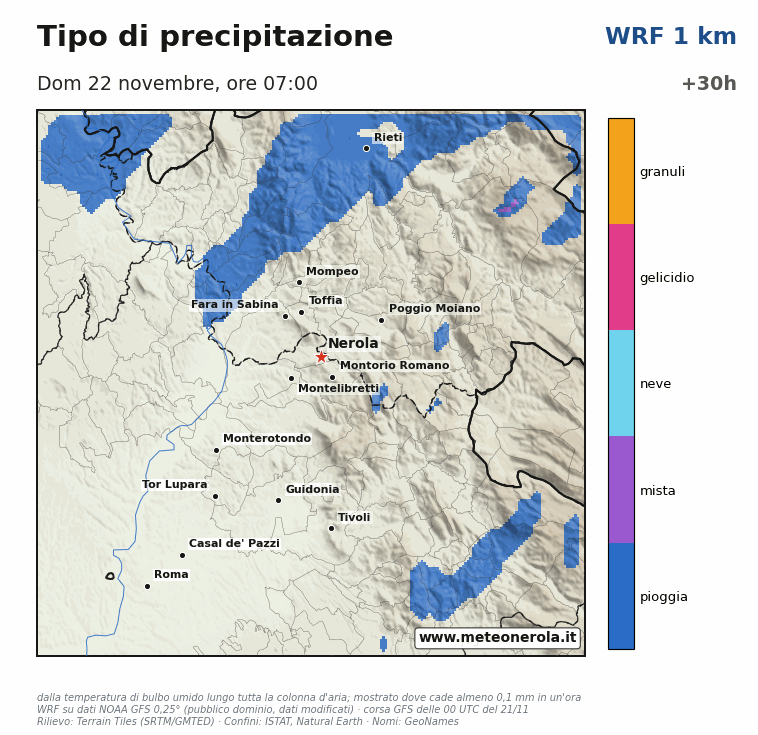 Tipo di precipitazione
WRF 1 km
Dom 22 novembre, ore 07:00
+30h
Rieti
granuli
gelicidio
Mompeo
Fara in Sabina
Toffia
Poggio Moiano
Nerola
Montorio Romano
Montelibretti
neve
Monterotondo
Tor Lupara
Guidonia
mista
Tivoli
Casal de' Pazzi
Roma
pioggia
www.meteonerola.it
dalla temperatura di bulbo umido lungo tutta la colonna d'aria; mostrato dove cade almeno 0,1 mm in un'ora
WRF su dati NOAA GFS 0,25° (pubblico dominio, dati modificati) · corsa GFS delle 00 UTC del 21/11
Rilievo: Terrain Tiles (SRTM/GMTED) · Confini: ISTAT, Natural Earth · Nomi: GeoNames